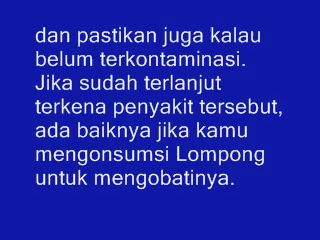 dan pastikan juga kalau
belum terkontaminasi.
Jika sudah terlanjut
terkena penyakit tersebut,
ada baiknya jika kamu
mengonsumsi Lompong
untuk mengobatinya.